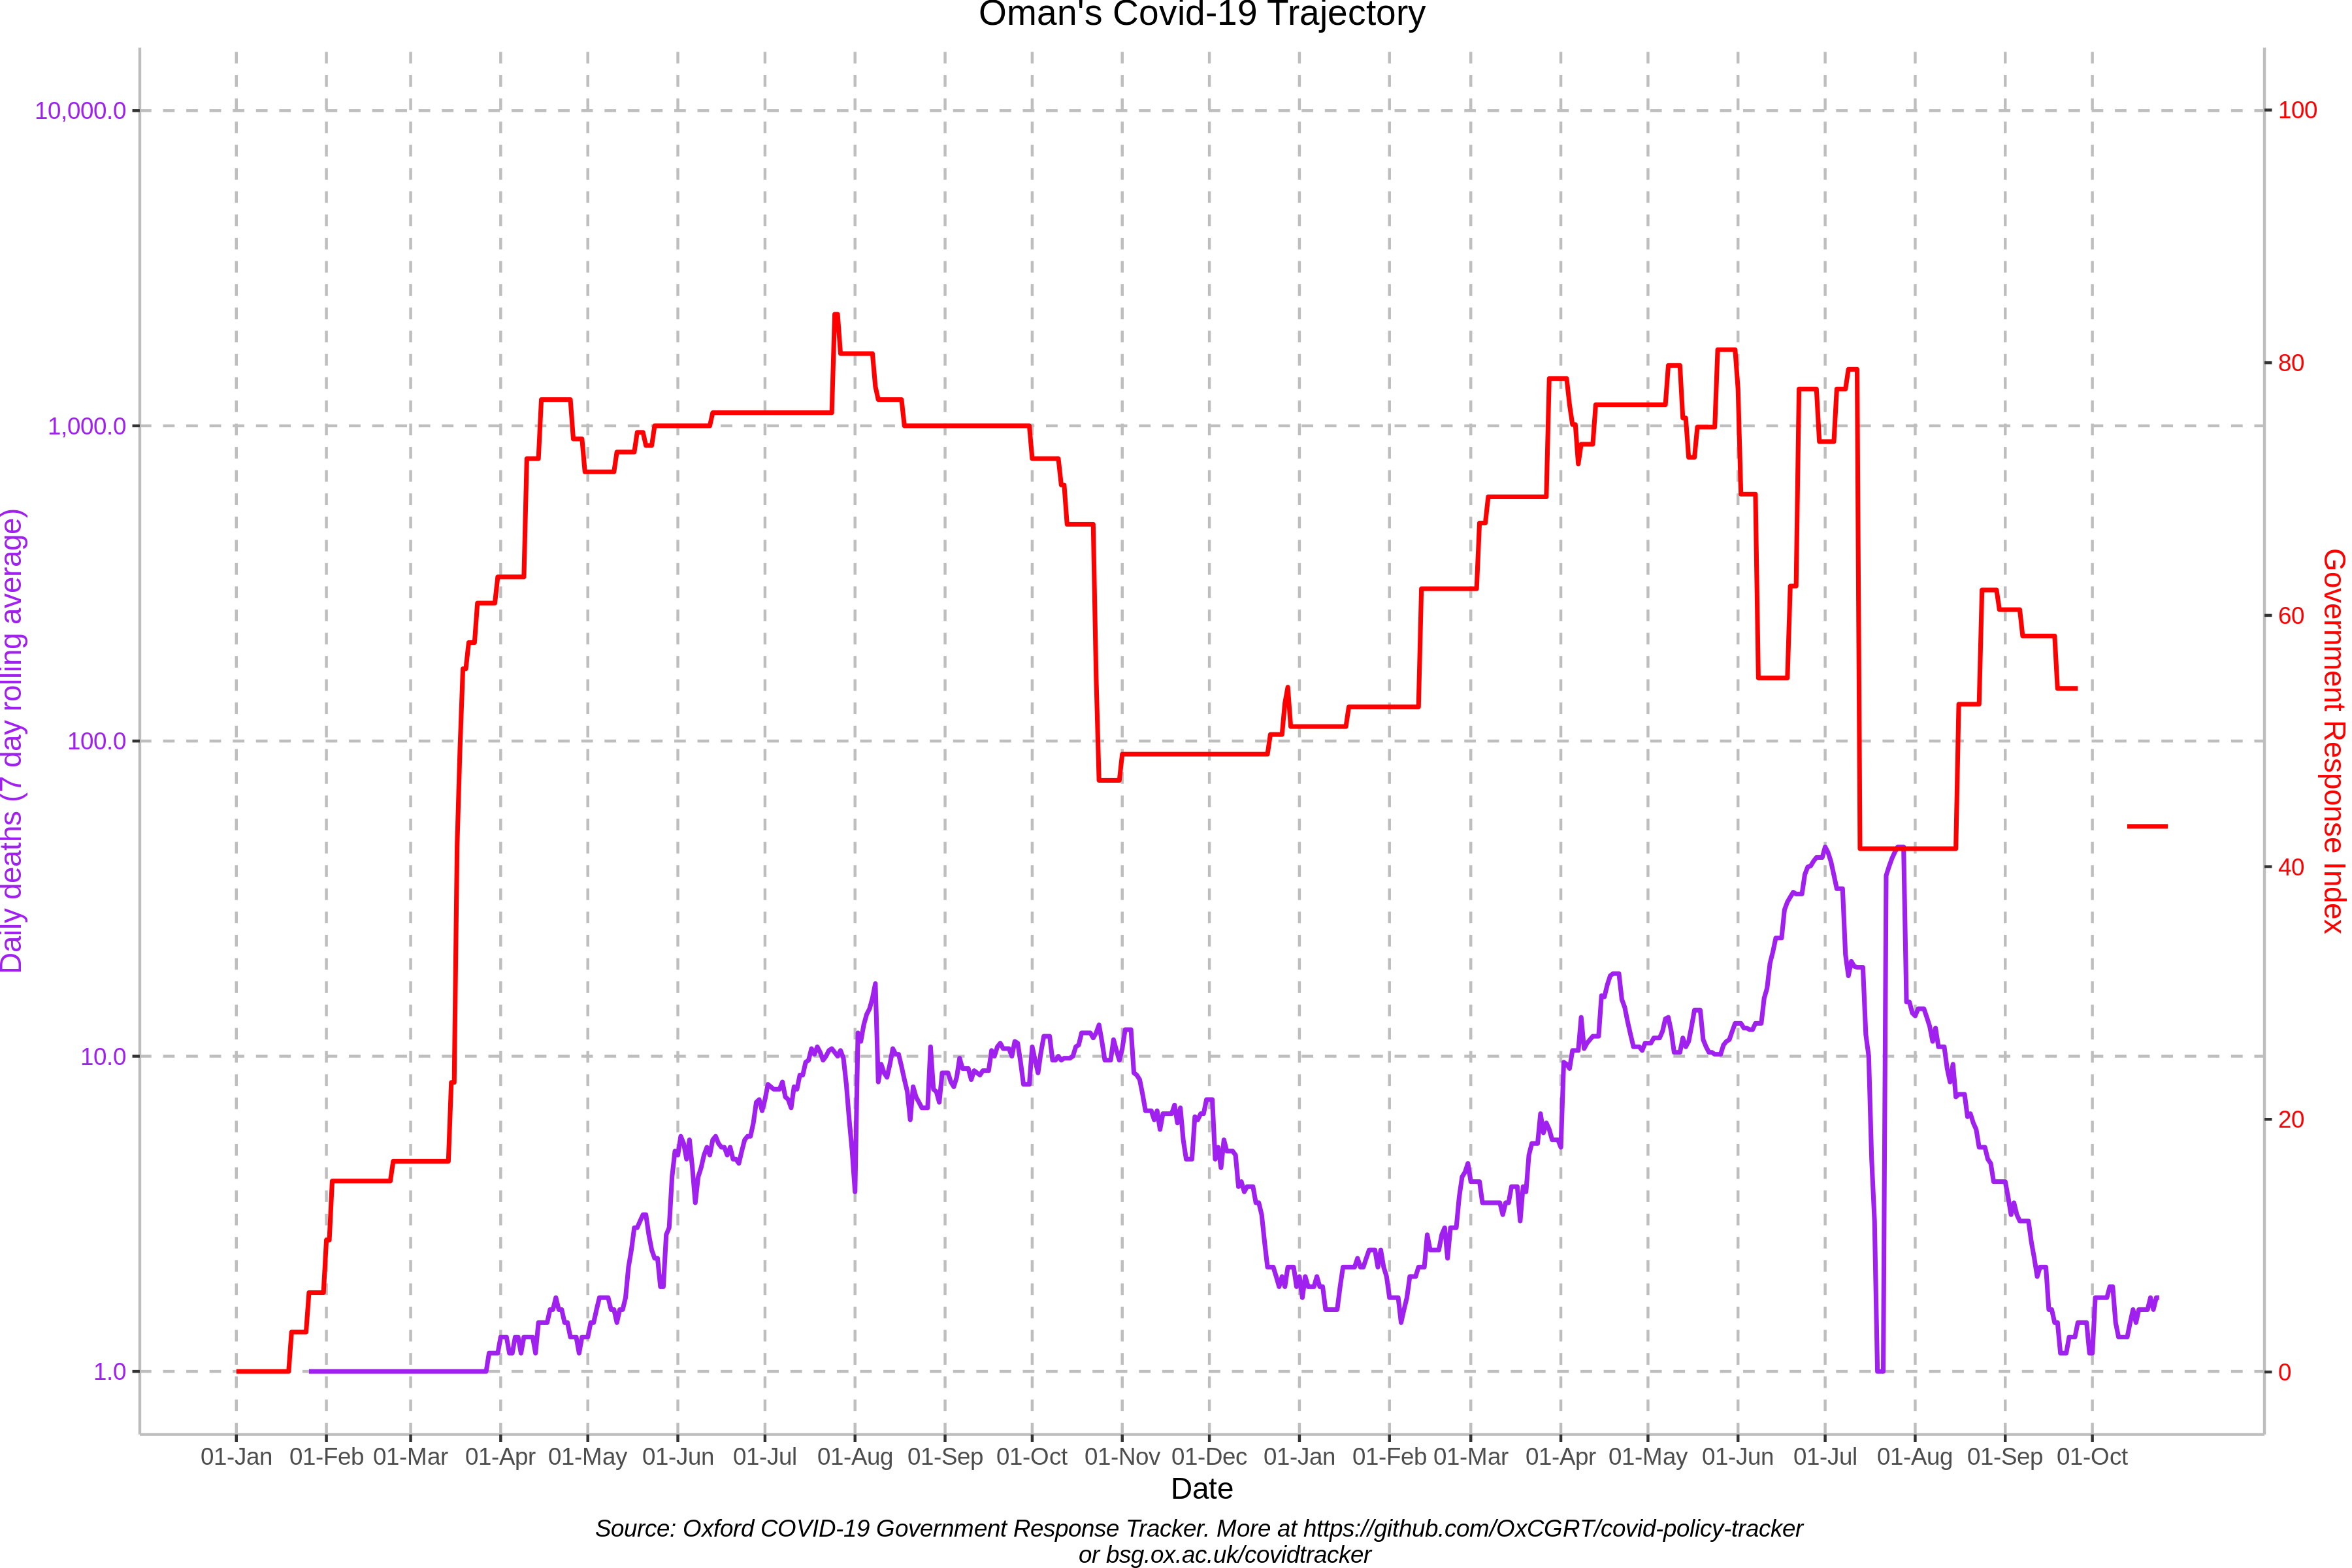 Oman's Covid-19 Trajectory
10,000.0
1,000.0
100.0
10.0
1.0
Daily deaths (7 day rolling average)
100
80
60
40
20
0
Government Response Index
01-Jan 01-Feb 01-Mar 01-Apr 01-May 01-Jun 01-Jul 01-Aug 01-Sep 01-Oct 01-Nov 01-Dec 01-Jan 01-Feb 01-Mar 01-Apr 01-May 01-Jun 01-Jul 01-Aug 01-Sep 01-Oct
Date
Source: Oxford COVID-19 Government Response Tracker. More at https://github.com/OxCGRT/covid-policy-tracker
or bsg.ox.ac.uk/covidtracker